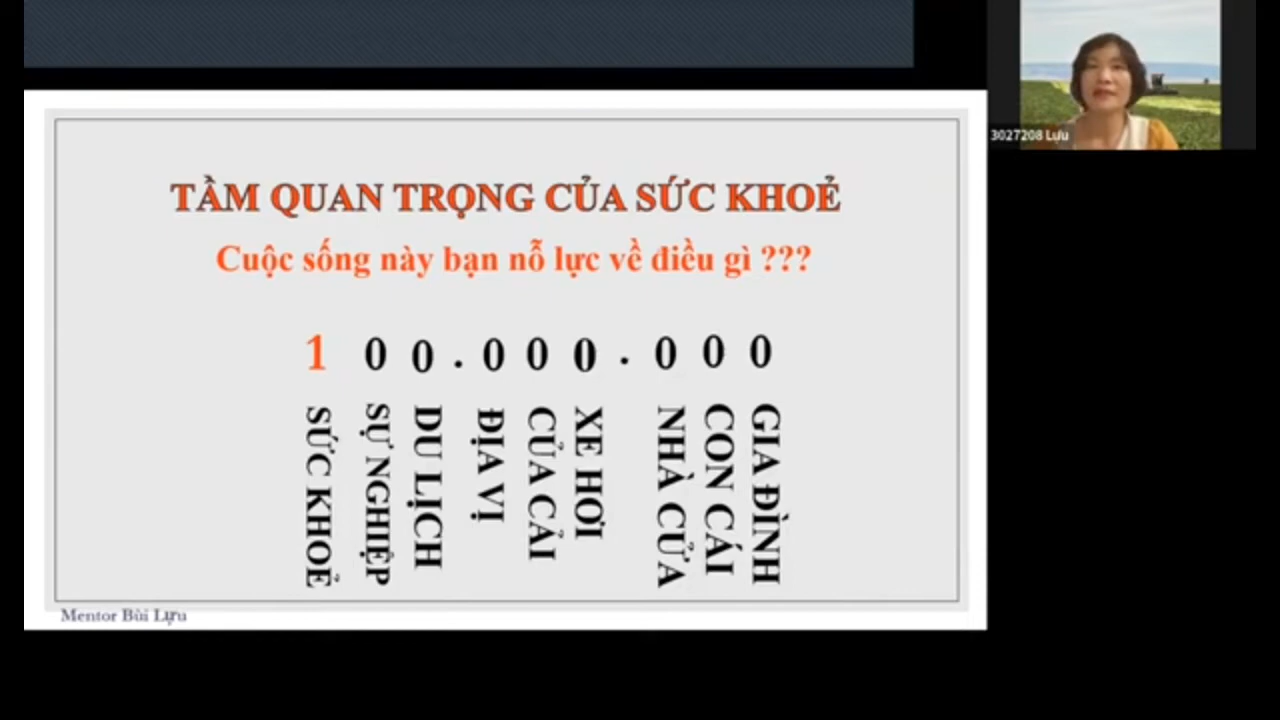 3027208 Lưu
TẦM QUAN TRỌNG CỦA SỨC KHOẺ
Cuộc sống này bạn nỗ lực về điều gì ???
1 0 0 . 0 0 0 . 0 0 0
SỨC KHOẺ
SỰ NGHIỆP
DU LỊCH
ĐỊA VỊ
CỦA CẢI
XE HƠI
NHÀ CỬA
CON CÁI
GIA ĐÌNH
Mentor Bùi Lựu